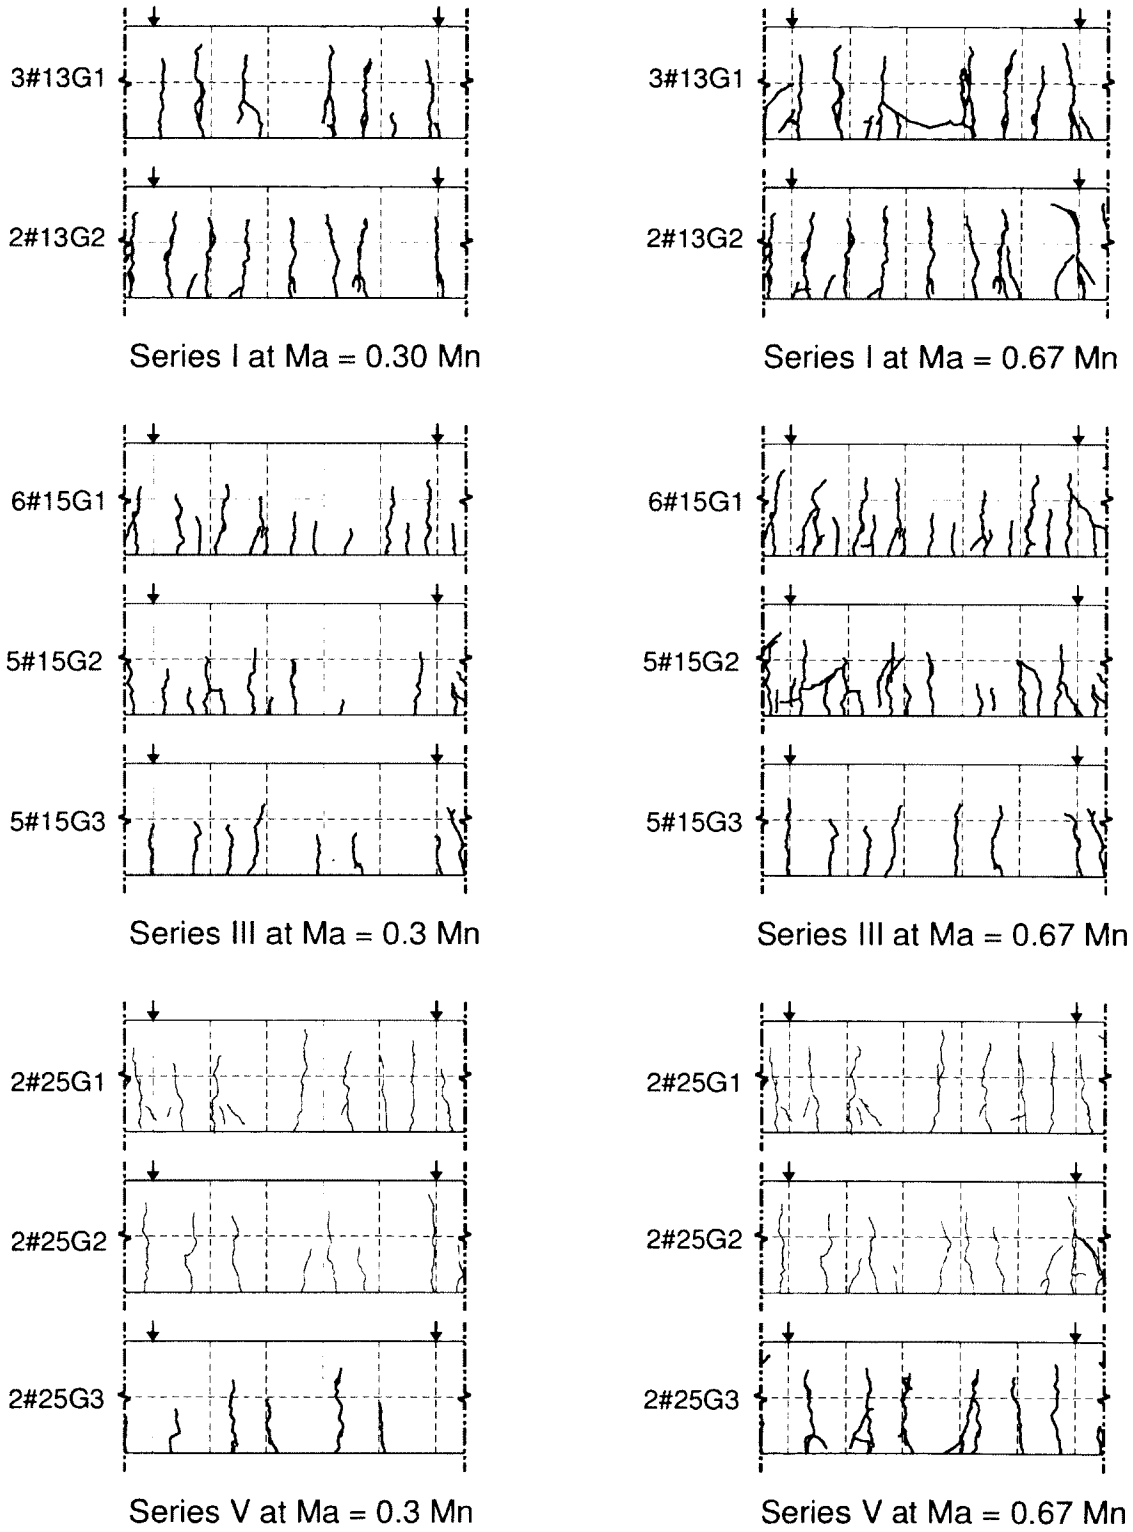 3#13G1
3#13G1
2#13G2
2#13G2
Series I at Ma = 0.30 Mn
Series I at Ma = 0.67 Mn
6#15G1
6#15G1
5#15G2
5#15G2
5#15G3
5#15G3
Series III at Ma = 0.3 Mn
Series III at Ma = 0.67 Mn
2#25G1
2#25G1
2#25G2
2#25G2
2#25G3
2#25G3
Series V at Ma = 0.3 Mn
Series V at Ma = 0.67 Mn